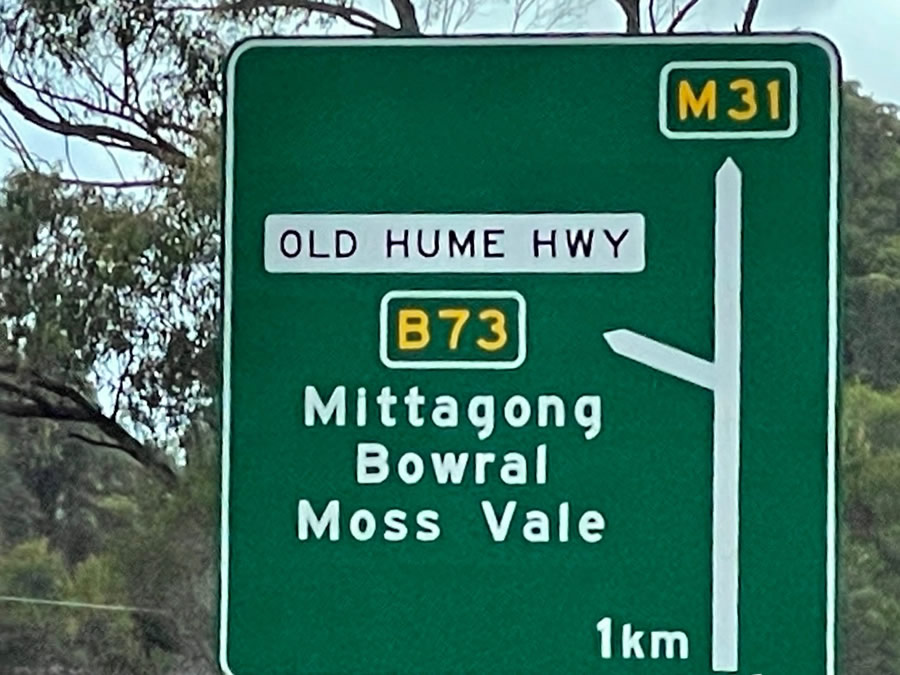 M31
OLD HUME HWY
B73
Mittagong
Bowral
Moss Vale
1km